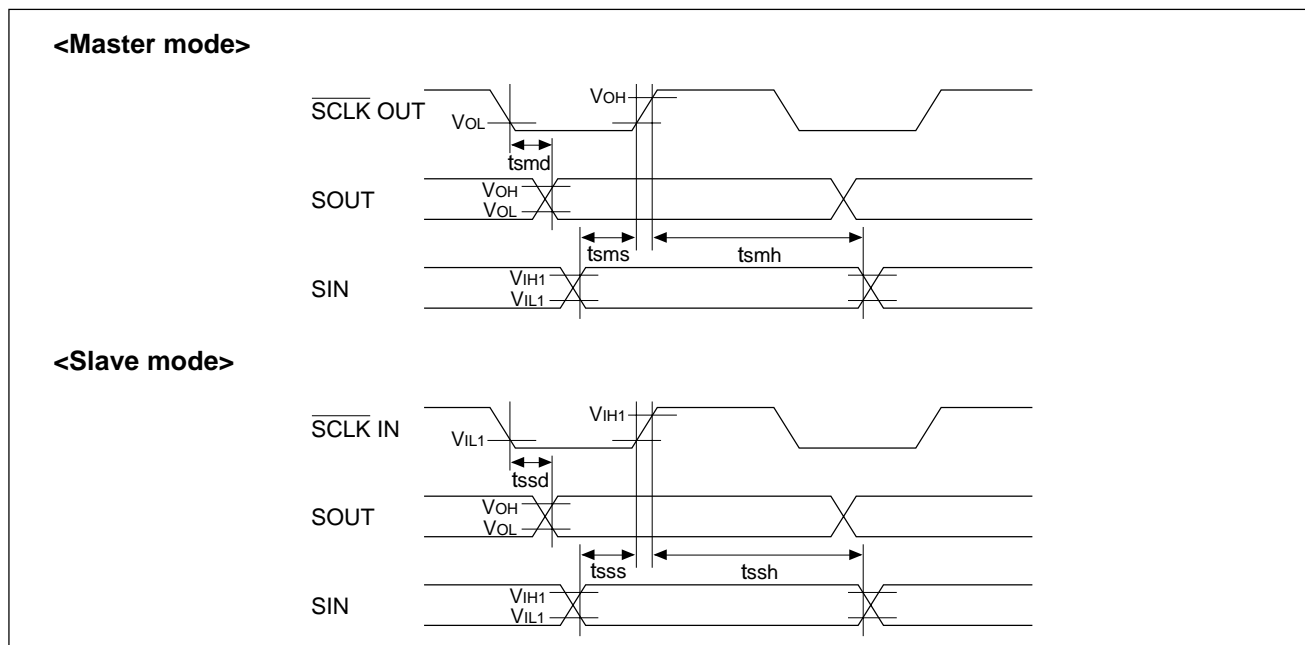 <Master mode>
SCLK OUT
VOH
VOL
tsmd
SOUT
VOH
VOL
tsms
tsmh
SIN
VIH1
VIL1
<Slave mode>
SCLK IN
VIH1
VIL1
tssd
SOUT
VOH
VOL
tsss
tssh
SIN
VIH1
VIL1